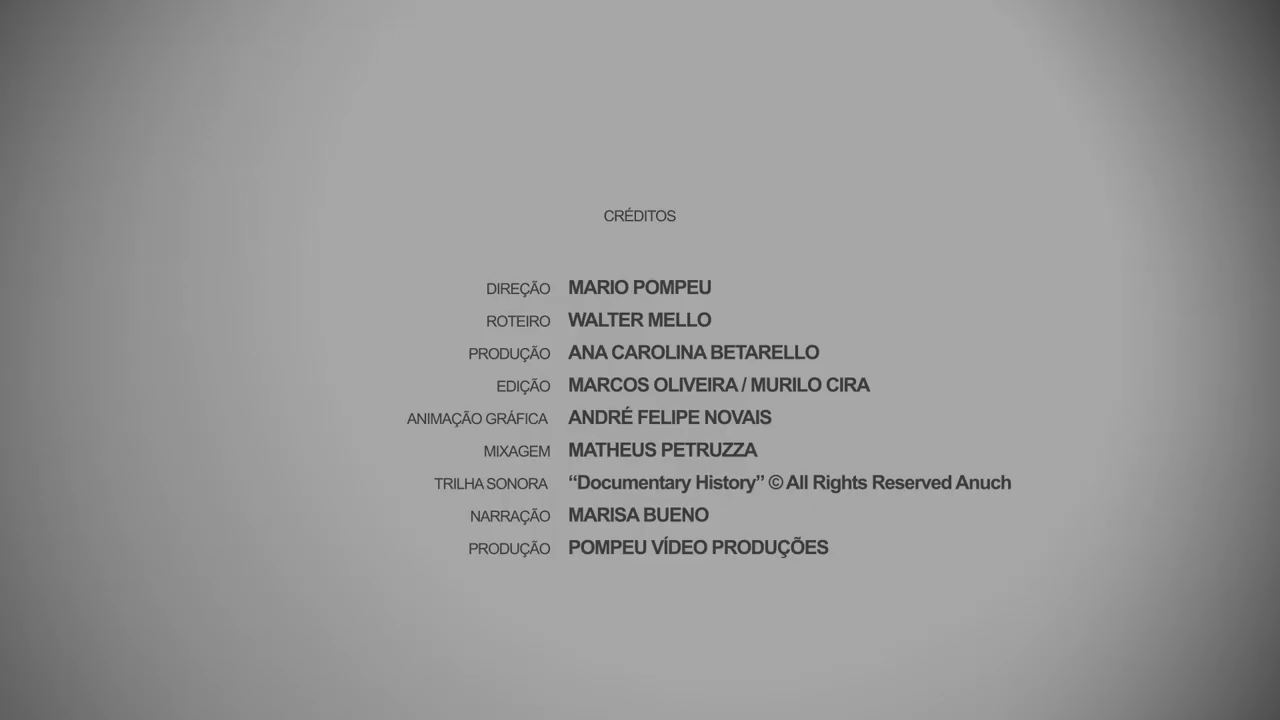 CRÉDITOS
DIREÇÃO MARIO POMPEU
ROTEIRO WALTER MELLO
PRODUÇÃO ANA CAROLINA BETARELLO
EDIÇÃO MARCOS OLIVEIRA / MURILO CIRA
ANIMAÇÃO GRÁFICA ANDRÉ FELIPE NOVAIS
MIXAGEM MATHEUS PETRUZZA
TRILHA SONORA “Documentary History” © All Rights Reserved Anuch
NARRAÇÃO MARISA BUENO
PRODUÇÃO POMPEU VÍDEO PRODUÇÕES